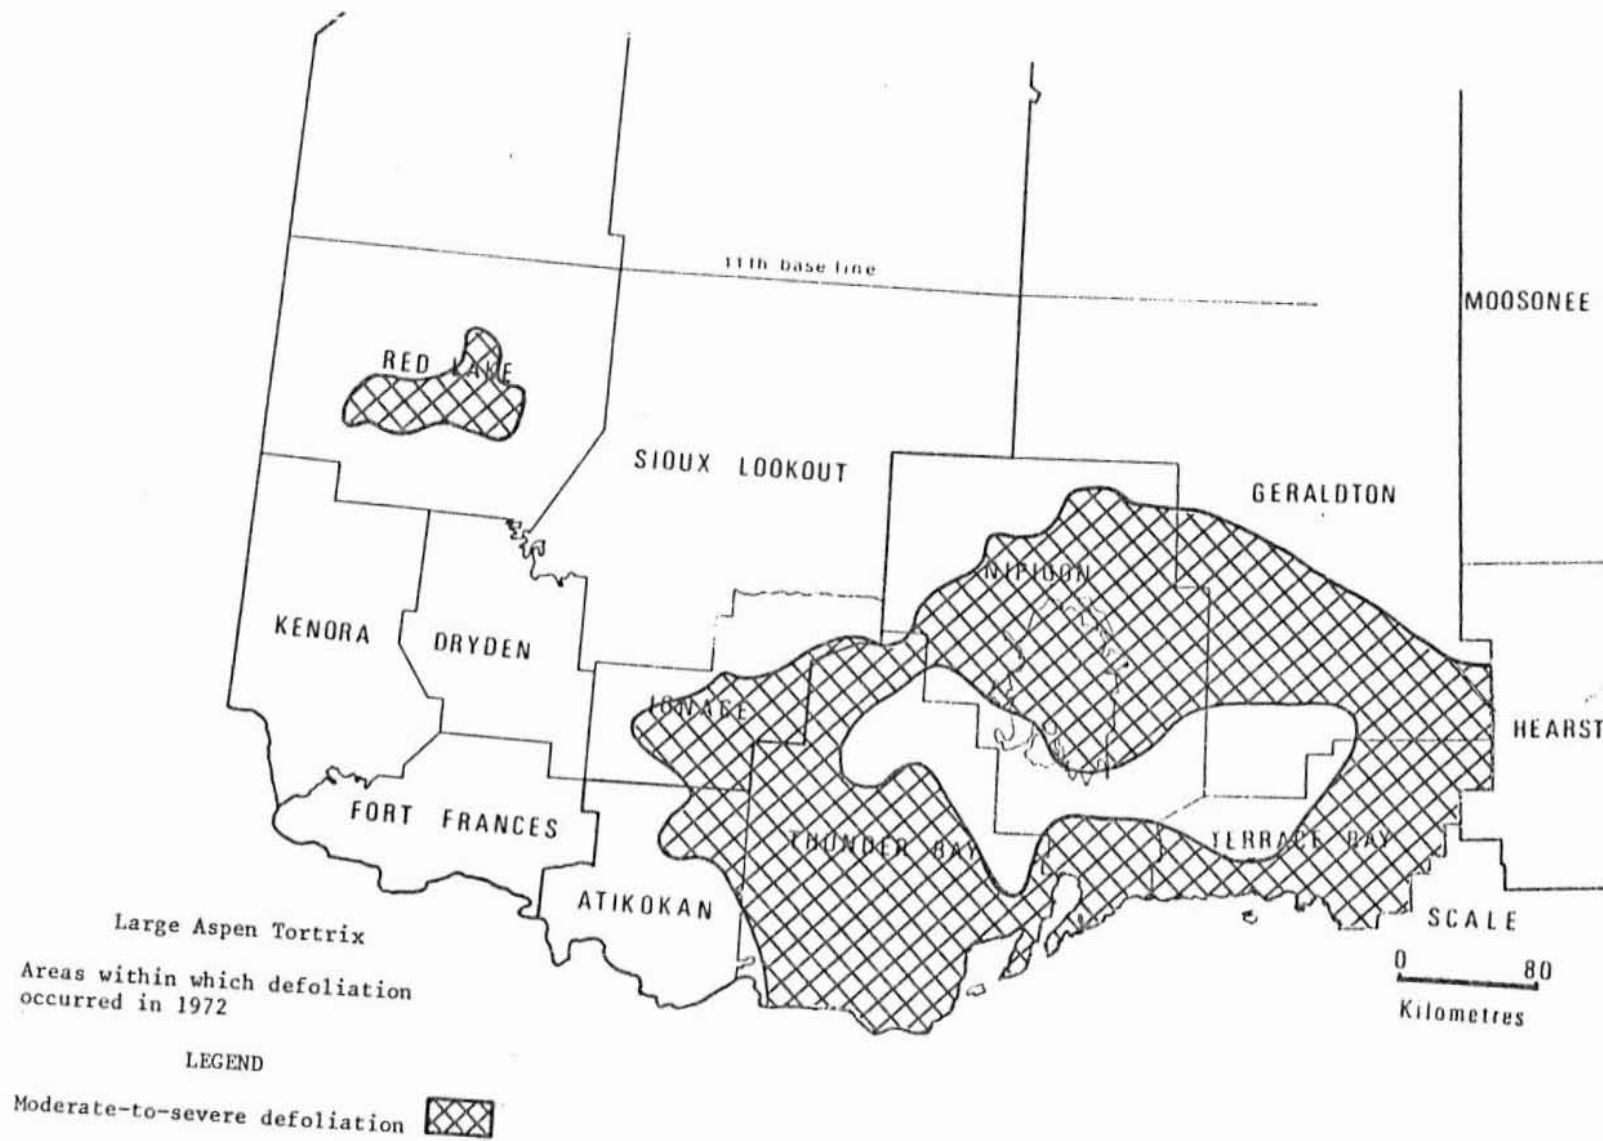 11th base line
MOOSONEE
RED LAKE
SIOUX LOOKOUT
GERALDTON
NIPIGON
KENORA
DRYDEN
IGNACE
HEARST
FORT FRANCES
THUNDER BAY
TERRACE BAY
ATIKOKAN
SCALE
0 80
Kilometres
Large Aspen Tortrix
Areas within which defoliation
occurred in 1972
LEGEND
Moderate-to-severe defoliation